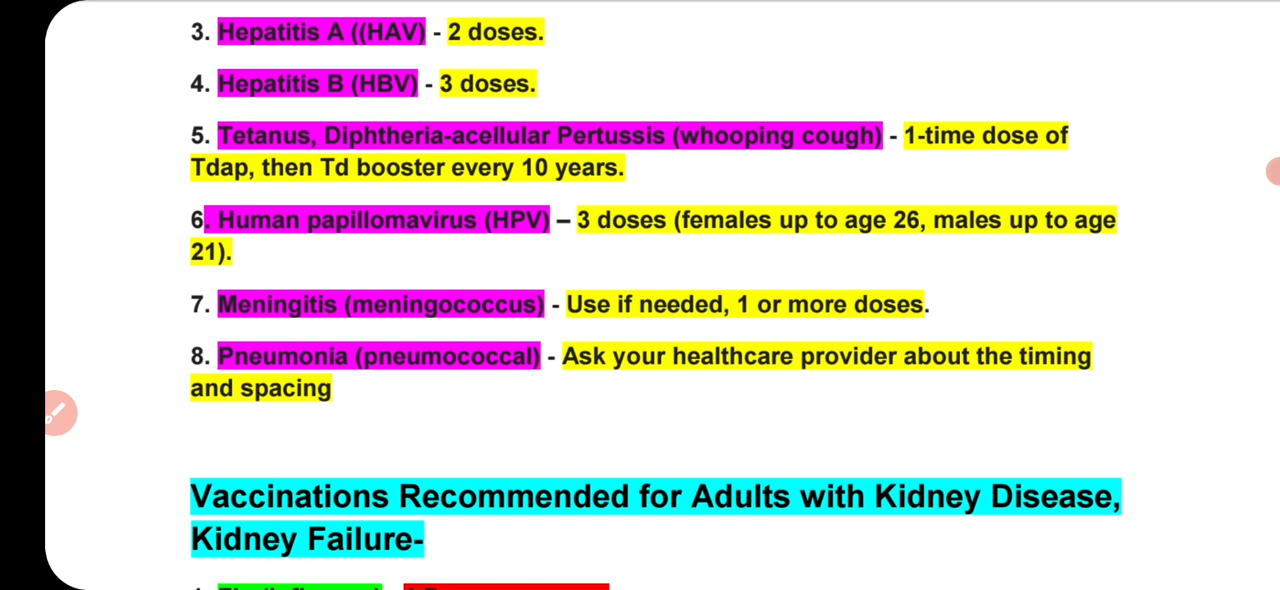 3. Hepatitis A ((HAV) - 2 doses.
4. Hepatitis B (HBV) - 3 doses.
5. Tetanus, Diphtheria-acellular Pertussis (whooping cough) - 1-time dose of
Tdap, then Td booster every 10 years.
6. Human papillomavirus (HPV) – 3 doses (females up to age 26, males up to age
21).
7. Meningitis (meningococcus) - Use if needed, 1 or more doses.
8. Pneumonia (pneumococcal) - Ask your healthcare provider about the timing
and spacing
Vaccinations Recommended for Adults with Kidney Disease,
Kidney Failure-